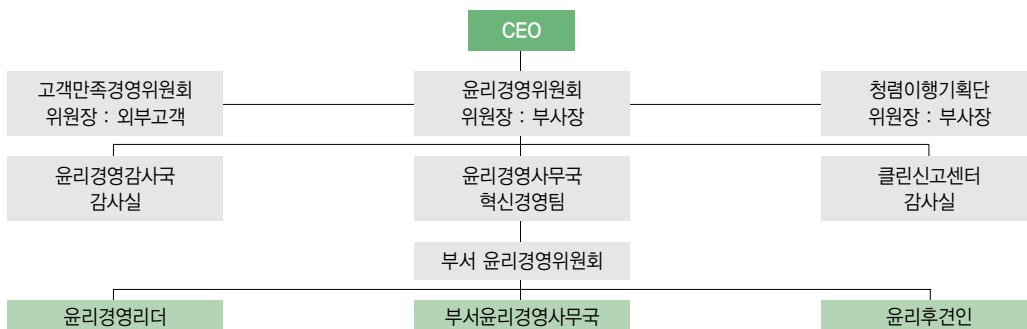 CEO
고객만족경영위원회
위원장 : 외부고객
윤리경영위원회
위원장 : 부사장
청렴이행기획단
위원장 : 부사장
윤리경영감사국
감사실
윤리경영사무국
혁신경영팀
클린신고센터
감사실
부서 윤리경영위원회
윤리경영리더
부서윤리경영사무국
윤리후견인